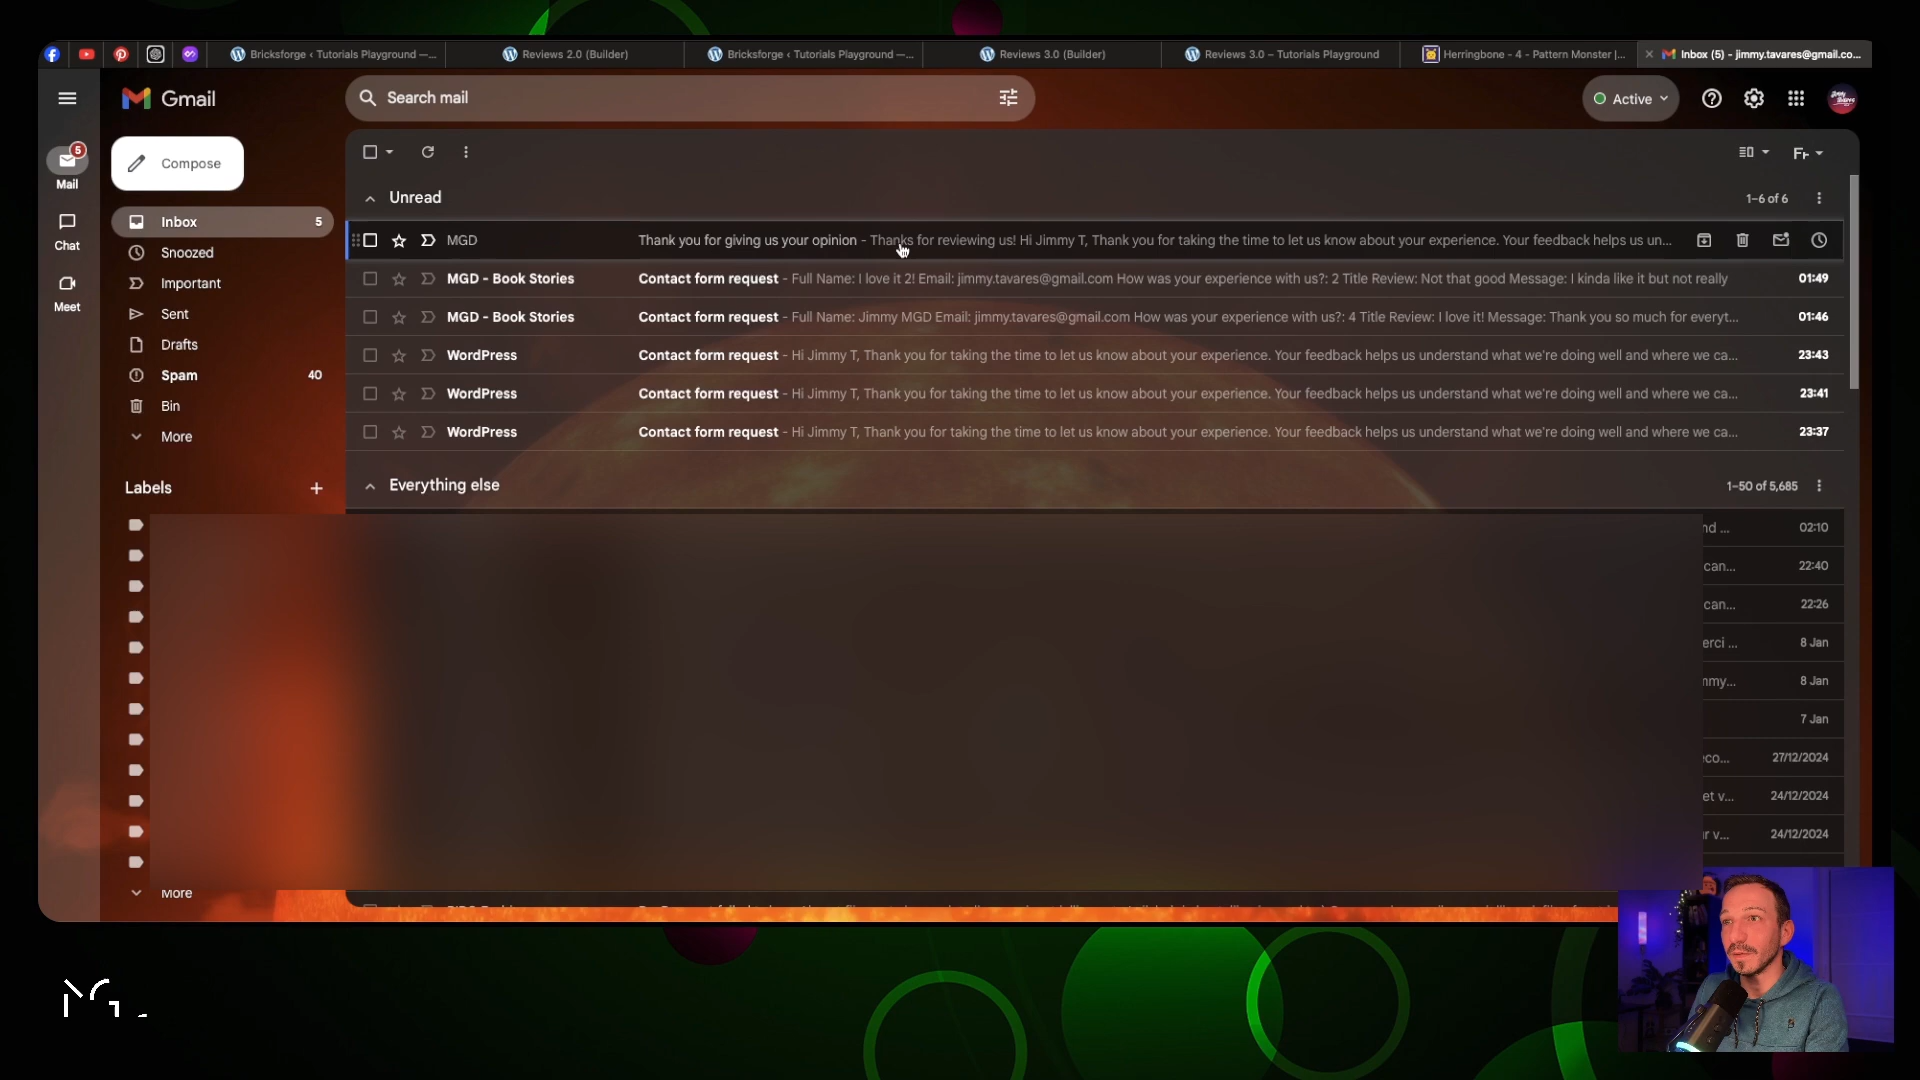 Bricksforge ‹ Tutorials Playground —...
Reviews 2.0 (Builder)
Bricksforge ‹ Tutorials Playground —...
Reviews 3.0 (Builder)
Reviews 3.0 – Tutorials Playground
Herringbone - 4 - Pattern Monster |...
Inbox (5) - jimmy.tavares@gmail.co...
Gmail
Search mail
Active
5
Mail
Chat
Meet
Compose
Inbox 5
Snoozed
Important
Sent
Drafts
Spam 40
Bin
More
Labels
More
Unread 1–6 of 6
MGD Thank you for giving us your opinion - Thanks for reviewing us! Hi Jimmy T, Thank you for taking the time to let us know about your experience. Your feedback helps us un...
MGD - Book Stories Contact form request - Full Name: I love it 2! Email: jimmy.tavares@gmail.com How was your experience with us?: 2 Title Review: Not that good Message: I kinda like it but not really 01:49
MGD - Book Stories Contact form request - Full Name: Jimmy MGD Email: jimmy.tavares@gmail.com How was your experience with us?: 4 Title Review: I love it! Message: Thank you so much for everyt... 01:46
WordPress Contact form request - Hi Jimmy T, Thank you for taking the time to let us know about your experience. Your feedback helps us understand what we're doing well and where we ca... 23:43
WordPress Contact form request - Hi Jimmy T, Thank you for taking the time to let us know about your experience. Your feedback helps us understand what we're doing well and where we ca... 23:41
WordPress Contact form request - Hi Jimmy T, Thank you for taking the time to let us know about your experience. Your feedback helps us understand what we're doing well and where we ca... 23:37
Everything else 1–50 of 5,685
nd ... 02:10
can... 22:40
can... 22:26
erci ... 8 Jan
nmy... 8 Jan
7 Jan
eco... 27/12/2024
et v... 24/12/2024
ur v... 24/12/2024